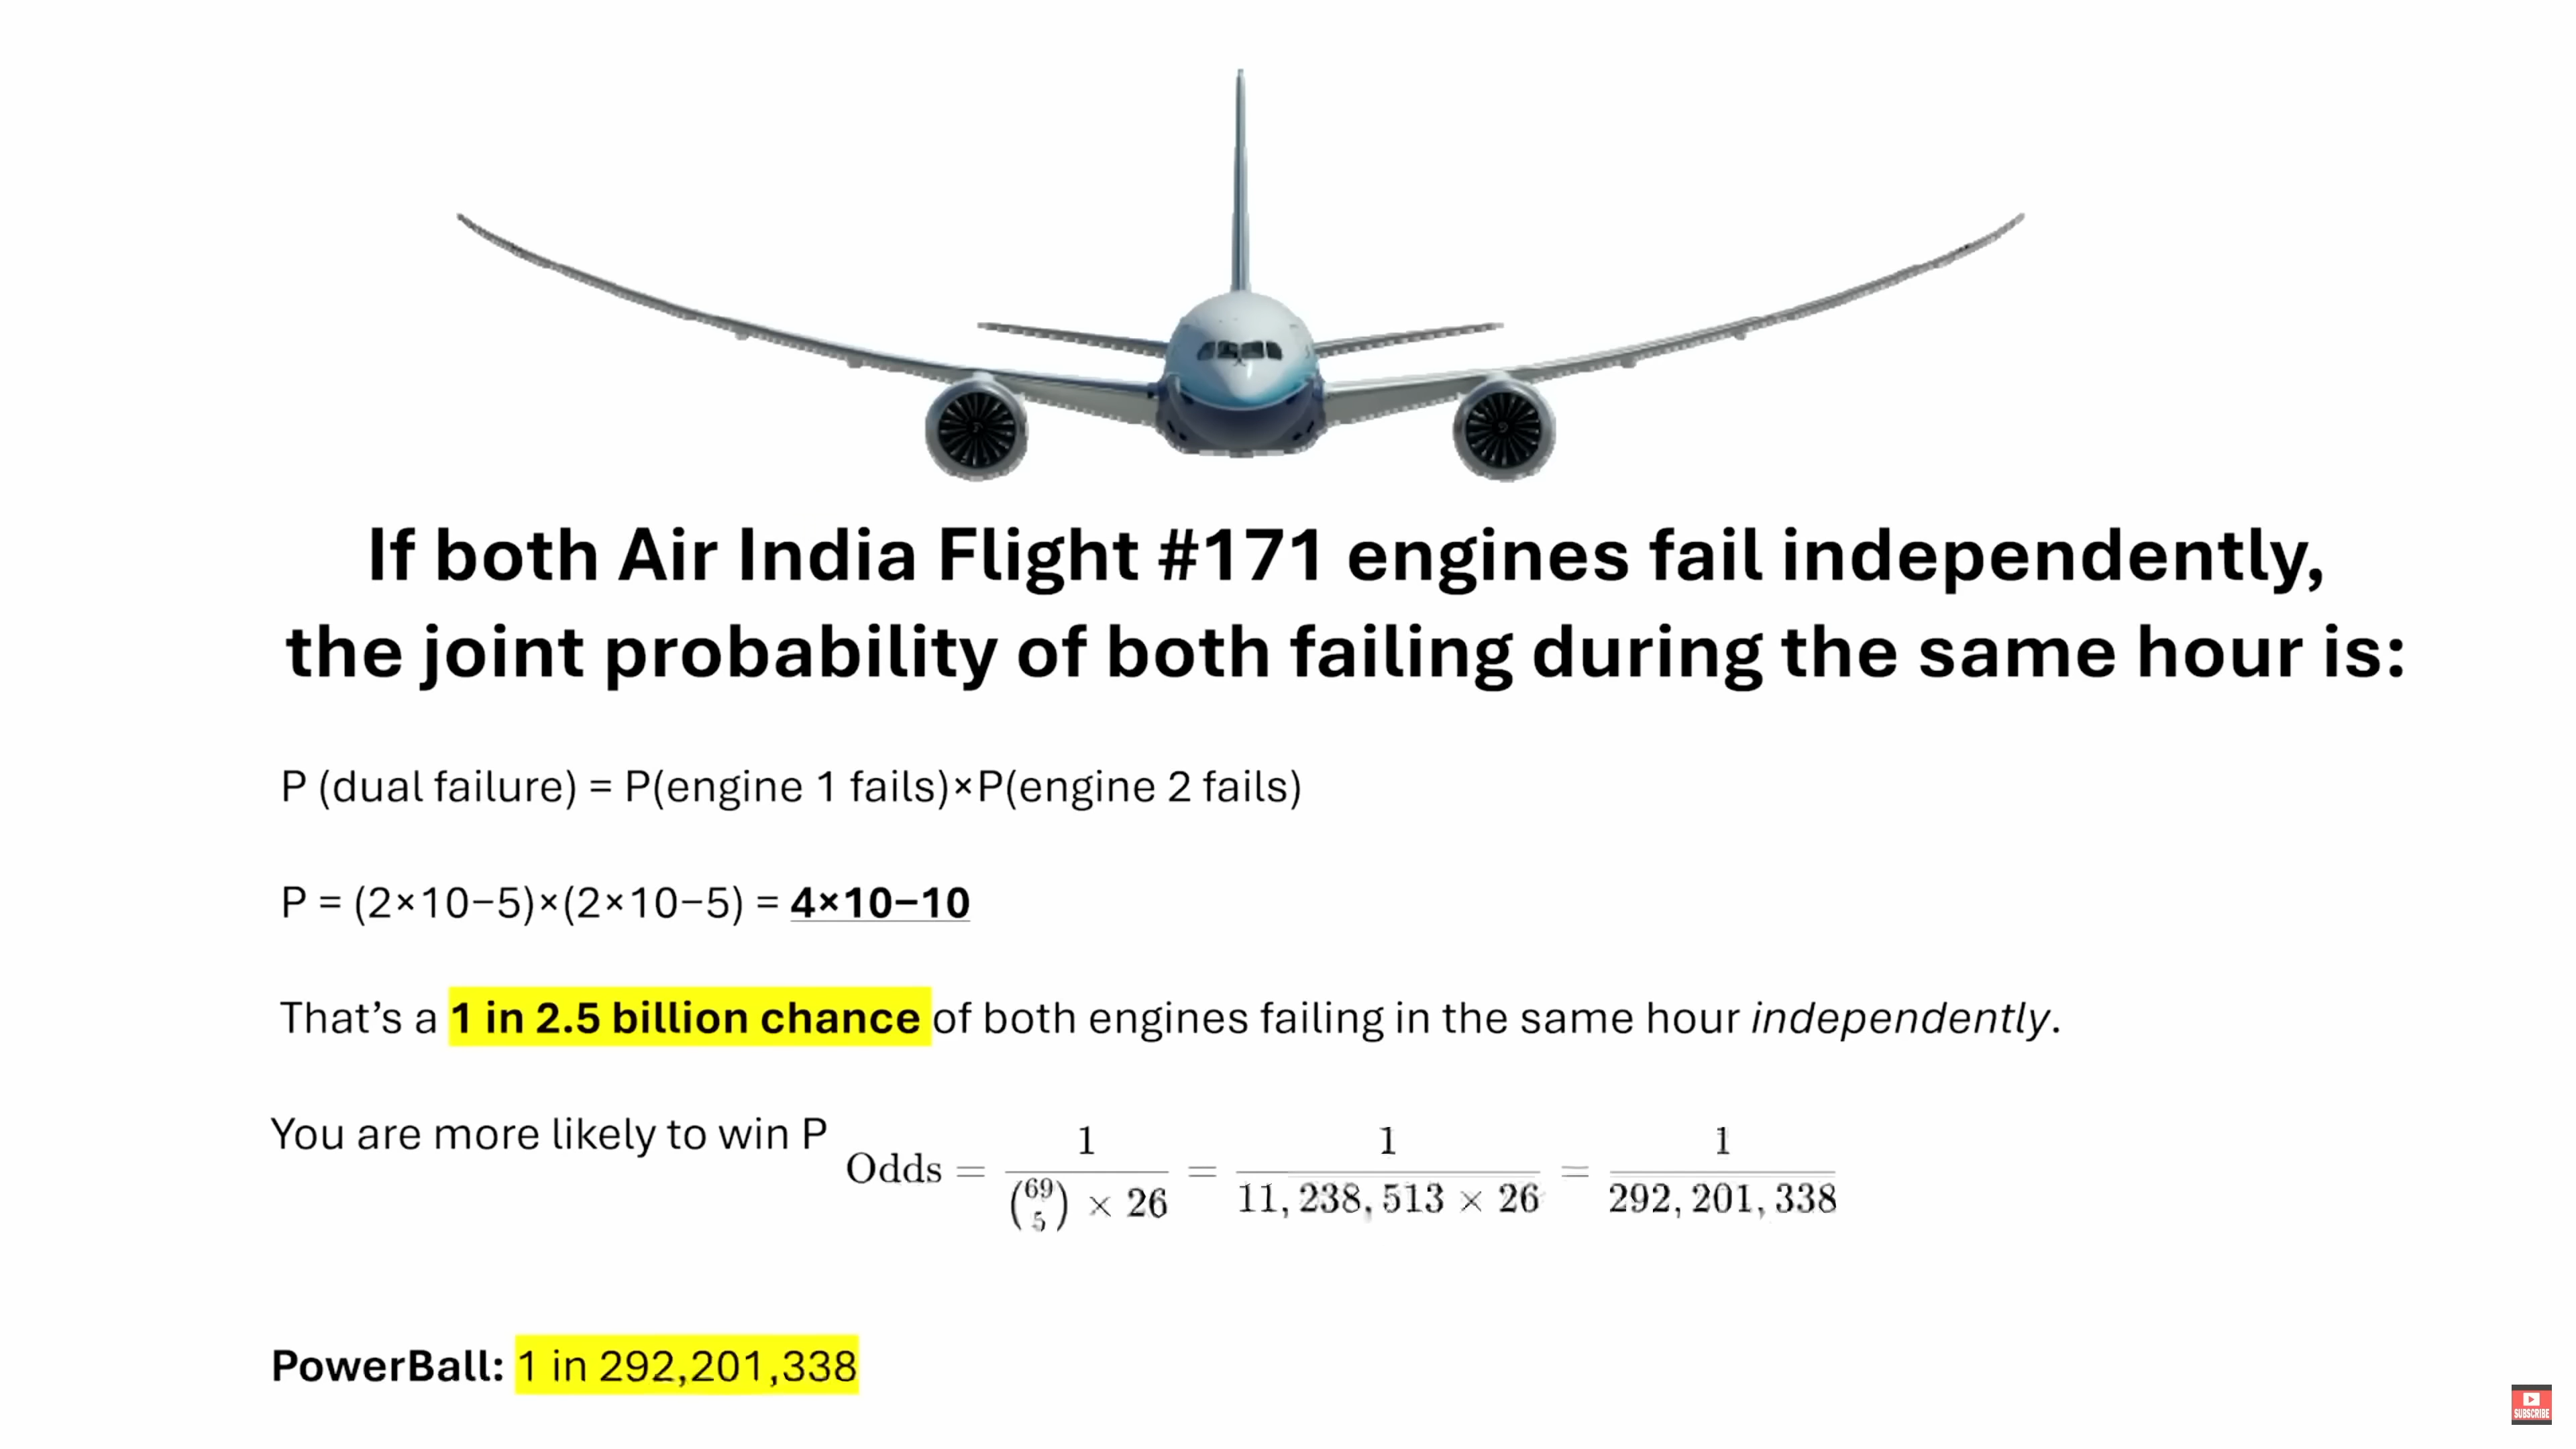 If both Air India Flight #171 engines fail independently,
the joint probability of both failing during the same hour is:
P (dual failure) = P(engine 1 fails)×P(engine 2 fails)
P = (2×10−5)×(2×10−5) = 4×10−10
That’s a 1 in 2.5 billion chance of both engines failing in the same hour independently.
You are more likely to win P
Odds = 1 / ((69 5) × 26) = 1 / (11, 238, 513 × 26) = 1 / 292, 201, 338
PowerBall: 1 in 292,201,338
SUBSCRIBE